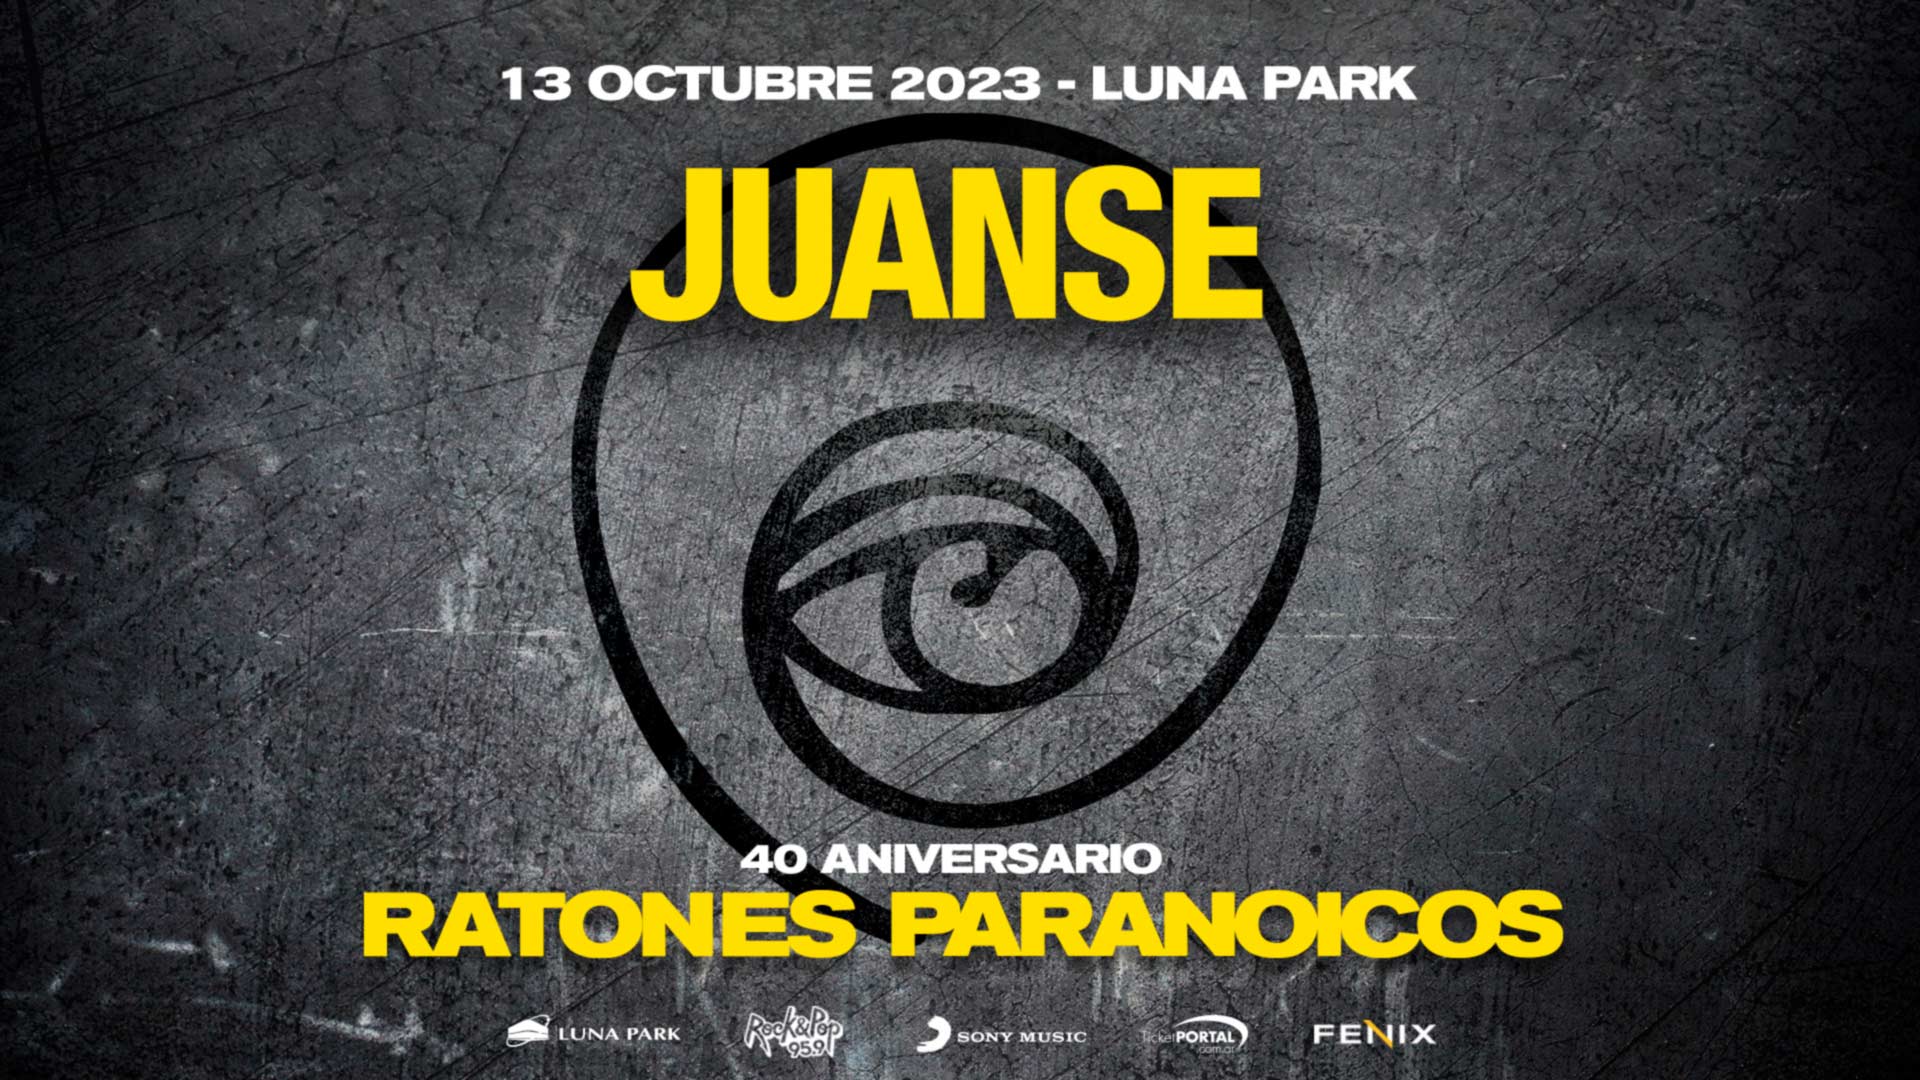 13 OCTUBRE 2023 - LUNA PARK
JUANSE
40 ANIVERSARIO
RATONES PARANOICOS
LUNA PARK
Rock&Pop
95.9
SONY MUSIC
TicketPORTAL
.com.ar
FENIX